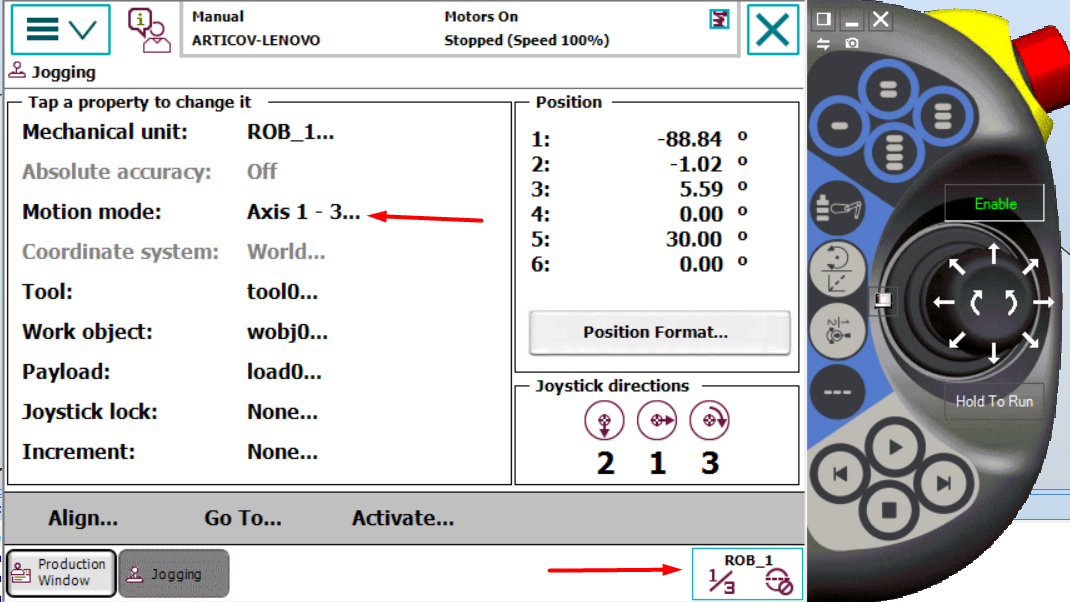 Manual
Motors On
ARTICOV-LENOVO
Stopped (Speed 100%)
Jogging
Tap a property to change it
Mechanical unit: ROB_1...
Absolute accuracy: Off
Motion mode: Axis 1 - 3...
Coordinate system: World...
Tool: tool0...
Work object: wobj0...
Payload: load0...
Joystick lock: None...
Increment: None...
Position
1: -88.84 º
2: -1.02 º
3: 5.59 º
4: 0.00 º
5: 30.00 º
6: 0.00 º
Position Format...
Joystick directions
2 1 3
Align... Go To... Activate...
Production
Window
Jogging
ROB_1
1/3
Enable
Hold To Run